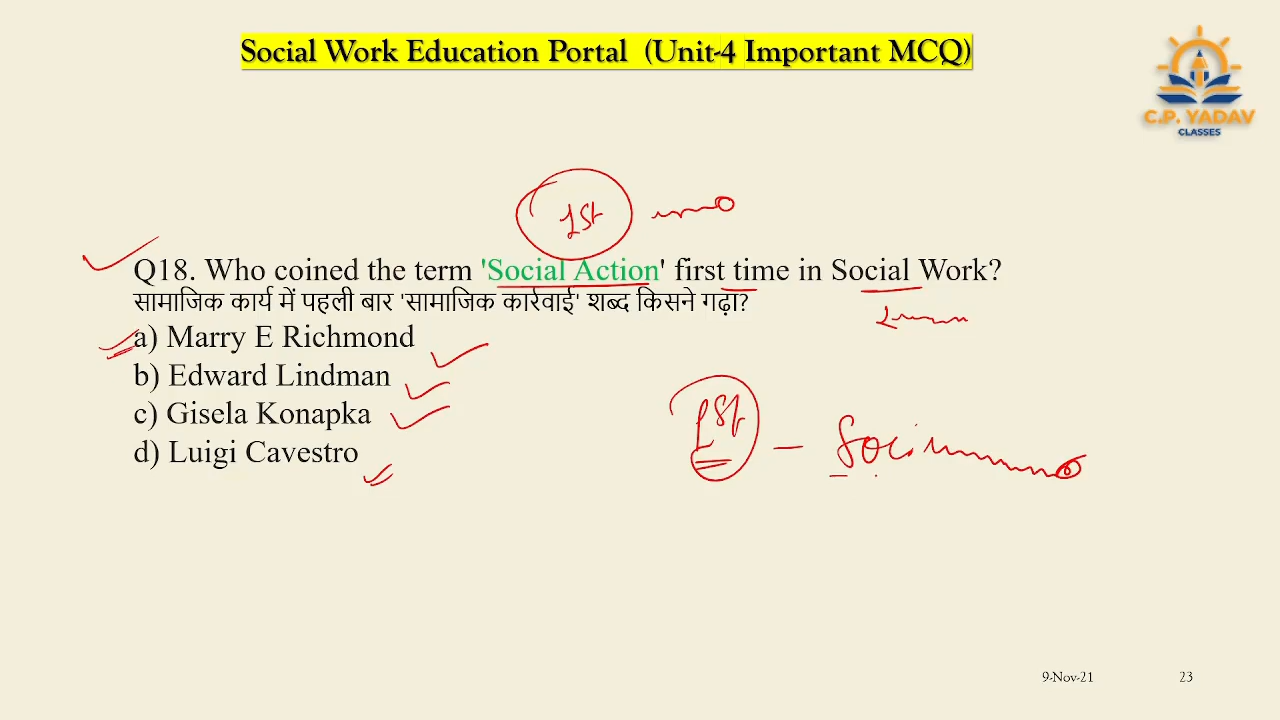 Social Work Education Portal (Unit-4 Important MCQ)
C.P. YADAV
CLASSES
1st
Q18. Who coined the term 'Social Action' first time in Social Work?
सामाजिक कार्य में पहली बार 'सामाजिक कार्रवाई' शब्द किसने गढ़ा?
a) Marry E Richmond
b) Edward Lindman
c) Gisela Konapka
d) Luigi Cavestro
1st -
9-Nov-21 23